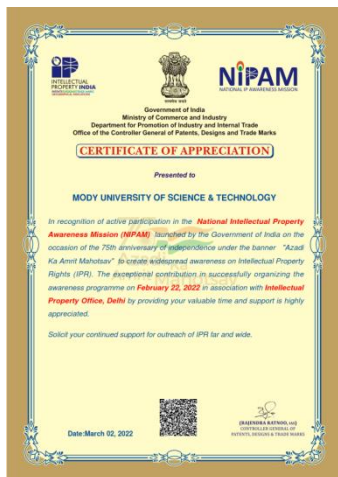 INTELLECTUAL
PROPERTY INDIA
NiPAM
NATIONAL IP AWARENESS MISSION
Government of India
Ministry of Commerce and Industry
Department for Promotion of Industry and Internal Trade
Office of the Controller General of Patents, Designs and Trade Marks
CERTIFICATE OF APPRECIATION
Presented to
MODY UNIVERSITY OF SCIENCE & TECHNOLOGY
In recognition of active participation in the National Intellectual Property
Awareness Mission (NIPAM) launched by the Government of India on the
occasion of the 75th anniversary of independence under the banner "Azadi
Ka Amrit Mahotsav" to create widespread awareness on Intellectual Property
Rights (IPR). The exceptional contribution in successfully organizing the
awareness programme on February 22, 2022 in association with Intellectual
Property Office, Delhi by providing your valuable time and support is highly
appreciated.
Solicit your continued support for outreach of IPR far and wide.
Date:March 02, 2022
(RAJENDRA RATNOO, IAS)
CONTROLLER GENERAL OF
PATENTS, DESIGNS & TRADE MARKS